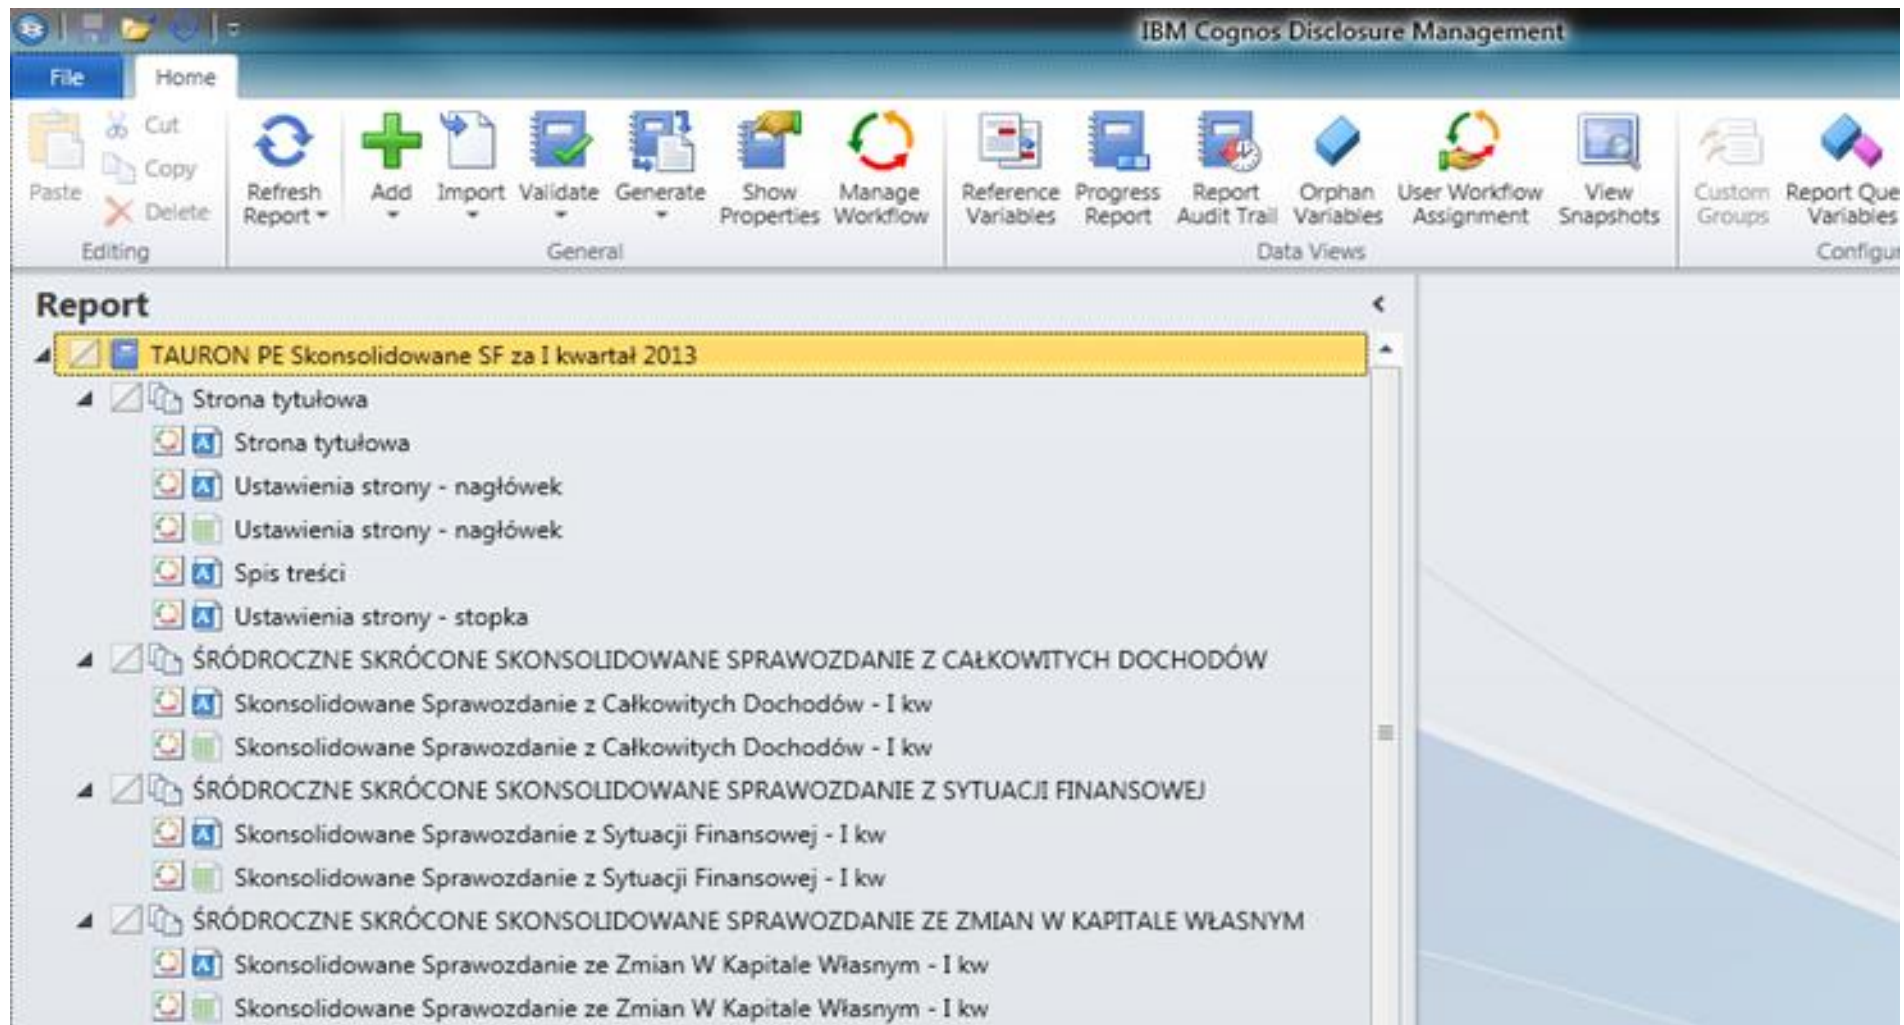 IBM Cognos Disclosure Management
File Home
Paste
Cut
Copy
Delete
Refresh Report
Add
Import
Validate
Generate
Show Properties
Manage Workflow
Reference Variables
Progress Report
Report Audit Trail
Orphan Variables
User Workflow Assignment
View Snapshots
Custom Groups
Report Que
Variables
Editing
General
Data Views
Configur
Report
TAURON PE Skonsolidowane SF za I kwartał 2013
Strona tytułowa
Strona tytułowa
Ustawienia strony - nagłówek
Ustawienia strony - nagłówek
Spis treści
Ustawienia strony - stopka
ŚRÓDROCZNE SKRÓCONE SKONSOLIDOWANE SPRAWOZDANIE Z CAŁKOWITYCH DOCHODÓW
Skonsolidowane Sprawozdanie z Całkowitych Dochodów - I kw
Skonsolidowane Sprawozdanie z Całkowitych Dochodów - I kw
ŚRÓDROCZNE SKRÓCONE SKONSOLIDOWANE SPRAWOZDANIE Z SYTUACJI FINANSOWEJ
Skonsolidowane Sprawozdanie z Sytuacji Finansowej - I kw
Skonsolidowane Sprawozdanie z Sytuacji Finansowej - I kw
ŚRÓDROCZNE SKRÓCONE SKONSOLIDOWANE SPRAWOZDANIE ZE ZMIAN W KAPITALE WŁASNYM
Skonsolidowane Sprawozdanie ze Zmian W Kapitale Własnym - I kw
Skonsolidowane Sprawozdanie ze Zmian W Kapitale Własnym - I kw